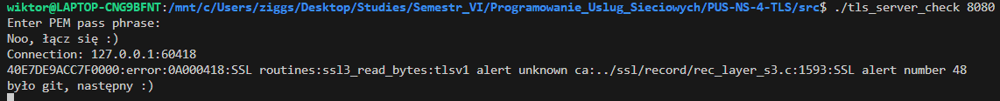 wiktor@LAPTOP-CNG9BFNT:/mnt/c/Users/ziggs/Desktop/Studies/Semestr_VI/Programowanie_Uslug_Sieciowych/PUS-NS-4-TLS/src$ ./tls_server_check 8080
Enter PEM pass phrase:
Noo, łącz się :)
Connection: 127.0.0.1:60418
40E7DE9ACC7F0000:error:0A000418:SSL routines:ssl3_read_bytes:tlsv1 alert unknown ca:../ssl/record/rec_layer_s3.c:1593:SSL alert number 48
było git, następny :)